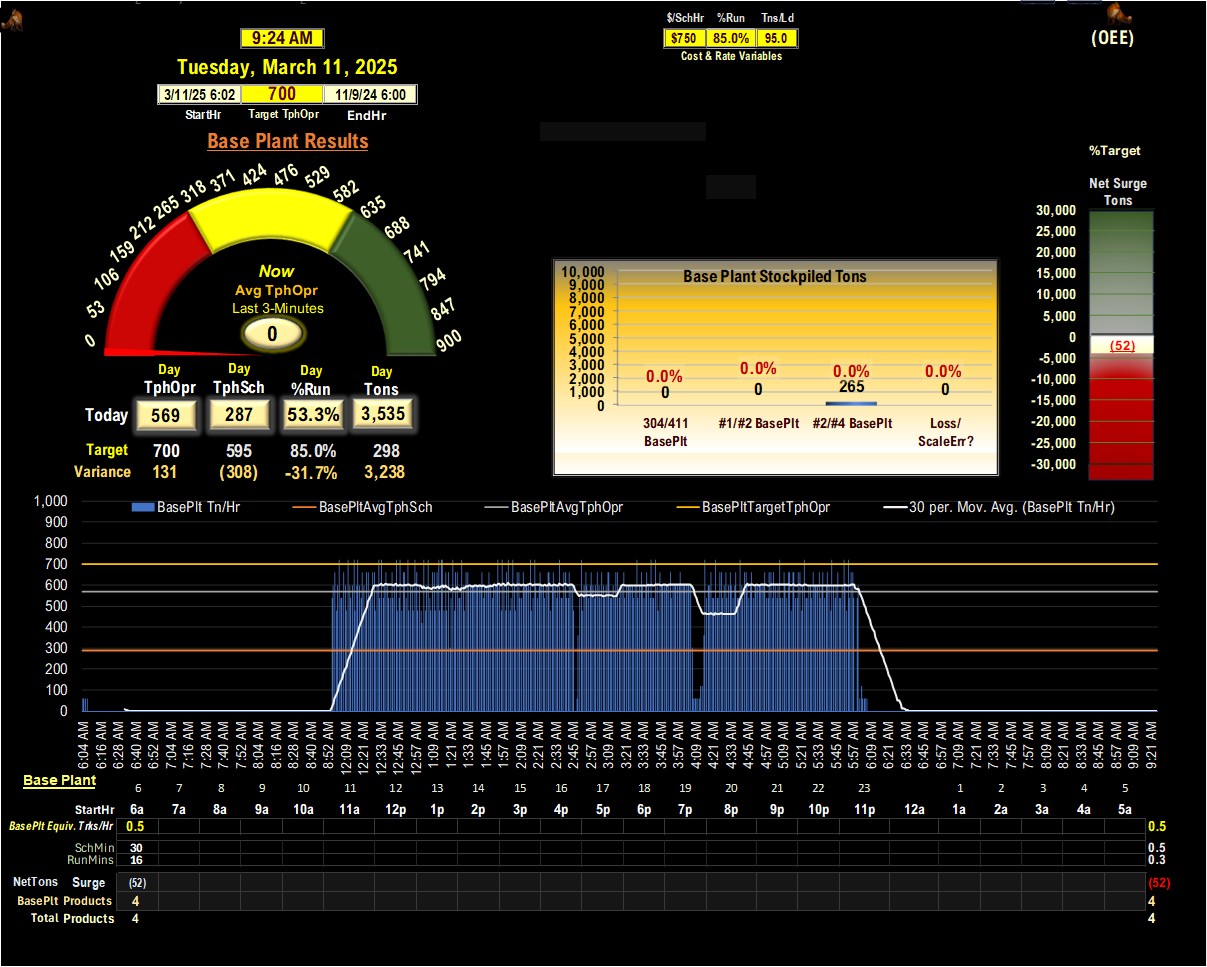 $/SchHr %Run Tns/Ld
9:24 AM
$750 85.0% 95.0
(OEE)
Cost & Rate Variables
Tuesday, March 11, 2025
3/11/25 6:02 700 11/9/24 6:00
StartHr Target TphOpr EndHr
Base Plant Results
%Target
Net Surge
Tons
30,000
25,000
20,000
15,000
10,000
5,000
0
(52)
-5,000
-10,000
-15,000
-20,000
-25,000
-30,000
0 53 106 159 212 265 318 371 424 476 529 582 635 688 741 794 847 900
Now
Avg TphOpr
Last 3-Minutes
0
Day Day Day Day
TphOpr TphSch %Run Tons
Today 569 287 53.3% 3,535
Target 700 595 85.0% 298
Variance 131 (308) -31.7% 3,238
Base Plant Stockpiled Tons
10,000
9,000
8,000
7,000
6,000
5,000
4,000
3,000
2,000
1,000
0
0.0% 0.0% 0.0% 0.0%
0 0 265 0
304/411 BasePlt
#1/#2 BasePlt
#2/#4 BasePlt
Loss/ ScaleErr?
BasePlt Tn/Hr BasePltAvgTphSch BasePltAvgTphOpr BasePltTargetTphOpr 30 per. Mov. Avg. (BasePlt Tn/Hr)
1,000
900
800
700
600
500
400
300
200
100
0
6:04 AM 6:16 AM 6:28 AM 6:52 AM 7:04 AM 7:16 AM 7:28 AM 7:40 AM 8:04 AM 8:16 AM 8:28 AM 8:40 AM 8:52 AM 12:09 AM 12:21 AM 12:33 AM 12:45 AM 12:57 AM 1:09 AM 1:21 AM 1:33 AM 1:45 AM 1:57 AM 2:09 AM 2:21 AM 2:33 AM 2:45 AM 2:57 AM 3:09 AM 3:21 AM 3:33 AM 3:45 AM 3:57 AM 4:09 AM 4:21 AM 4:33 AM 4:45 AM 4:57 AM 5:09 AM 5:21 AM 5:33 AM 5:45 AM 5:57 AM 6:09 AM 6:21 AM 6:33 AM 6:45 AM 6:57 AM 8:09 AM 8:21 AM 8:33 AM 8:45 AM 8:57 AM 9:09 AM 9:21 AM
Base Plant 6 7 8 9 10 11 12 13 14 15 16 17 18 19 20 21 22 23 1 2 3 4 5
StartHr 6a 7a 8a 9a 10a 11a 12p 1p 2p 3p 4p 5p 6p 7p 8p 9p 10p 11p 12a 1a 2a 3a 4a 5a
BasePlt Equiv. Trks/Hr 0.5 0.5
SchMin 30 0.5
RunMins 16 0.3
NetTons Surge (52) (52)
BasePlt Products 4 4
Total Products 4 4